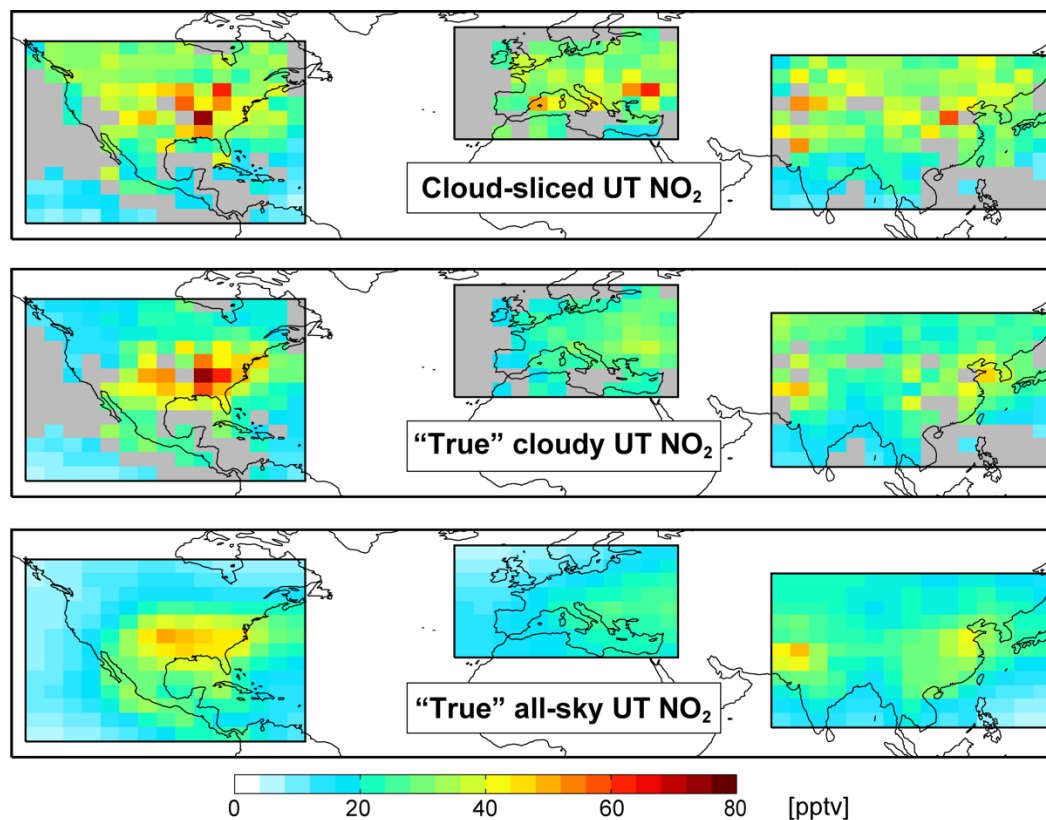 Cloud-sliced UT NO₂
“True” cloudy UT NO₂
“True” all-sky UT NO₂
0 20 40 60 80 [pptv]